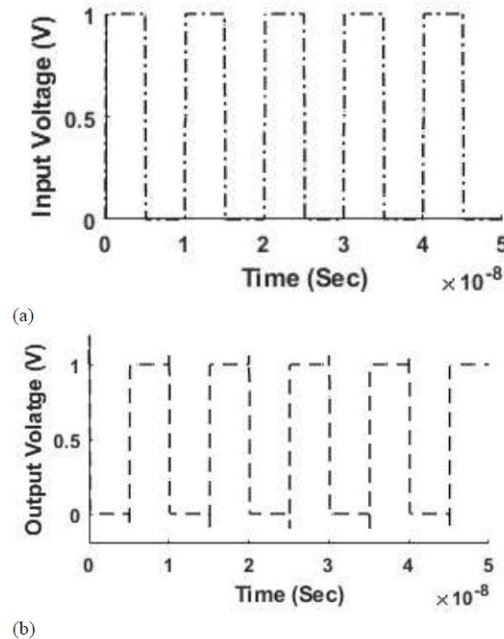 1
Input Voltage (V)
0.5
0
0 1 2 3 4 5
Time (Sec) ×10-8
(a)
1
Output Volatge (V)
0.5
0
0 1 2 3 4 5
Time (Sec) ×10-8
(b)